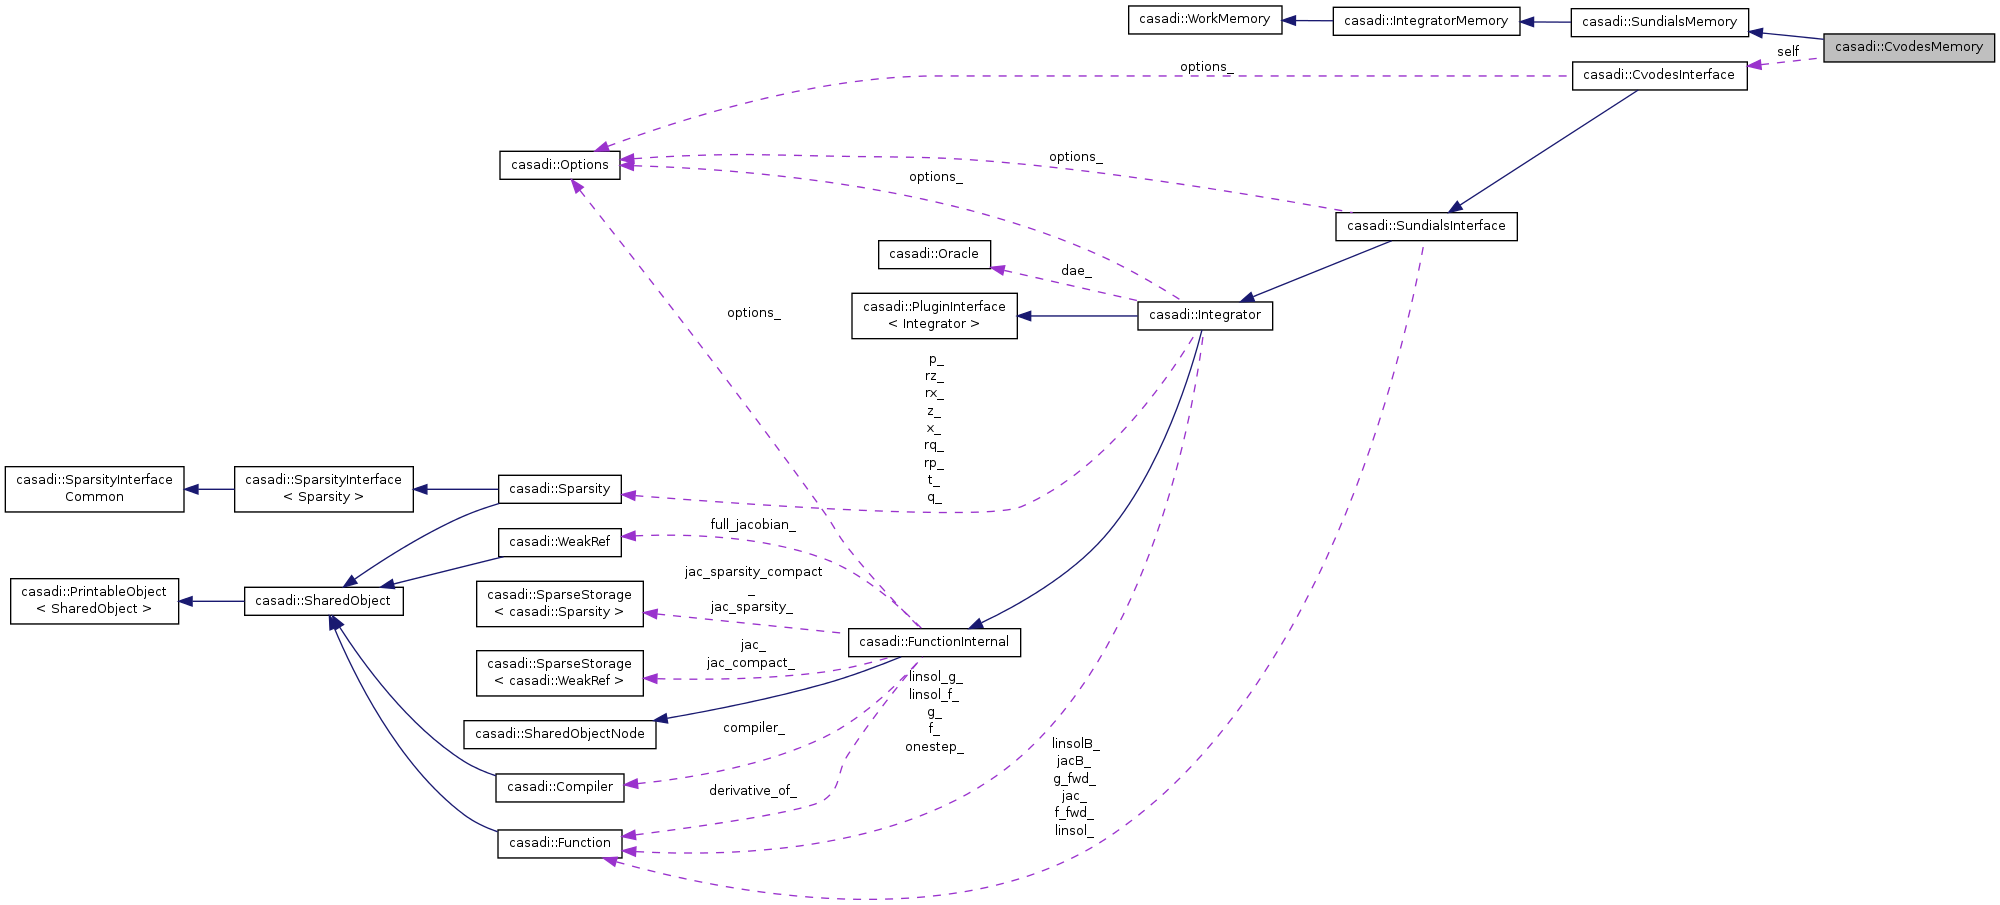 casadi::WorkMemory
casadi::IntegratorMemory
casadi::SundialsMemory
casadi::CvodesMemory
self
options_
casadi::CvodesInterface
casadi::Options
options_
options_
casadi::SundialsInterface
casadi::Oracle
dae_
casadi::PluginInterface
< Integrator >
casadi::Integrator
options_
p_
rz_
rx_
z_
x_
rq_
rp_
t_
q_
casadi::SparsityInterface
Common
casadi::SparsityInterface
< Sparsity >
casadi::Sparsity
full_jacobian_
casadi::WeakRef
casadi::PrintableObject
< SharedObject >
casadi::SharedObject
casadi::SparseStorage
< casadi::Sparsity >
jac_sparsity_compact
_
jac_sparsity_
casadi::FunctionInternal
casadi::SparseStorage
< casadi::WeakRef >
jac_
jac_compact_
linsol_g_
linsol_f_
g_
f_
onestep_
casadi::SharedObjectNode
compiler_
linsolB_
jacB_
g_fwd_
jac_
f_fwd_
linsol_
casadi::Compiler
derivative_of_
casadi::Function